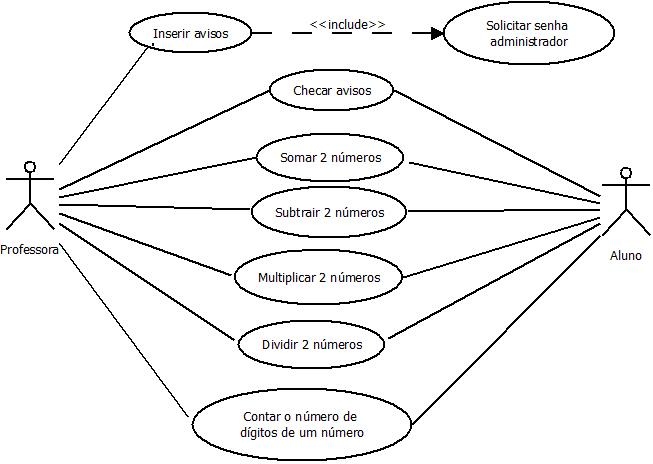 Inserir avisos
<<include>>
Solicitar senha
administrador
Checar avisos
Somar 2 números
Subtrair 2 números
Professora
Aluno
Multiplicar 2 números
Dividir 2 números
Contar o número de
dígitos de um número